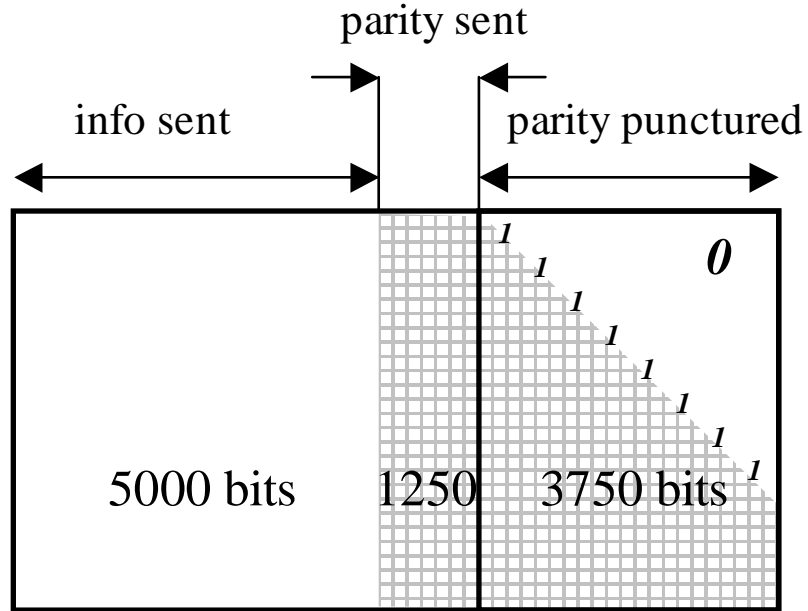 parity sent
info sent
parity punctured
0
1
1
1
1
1
1
1
1
5000 bits
1250
3750 bits